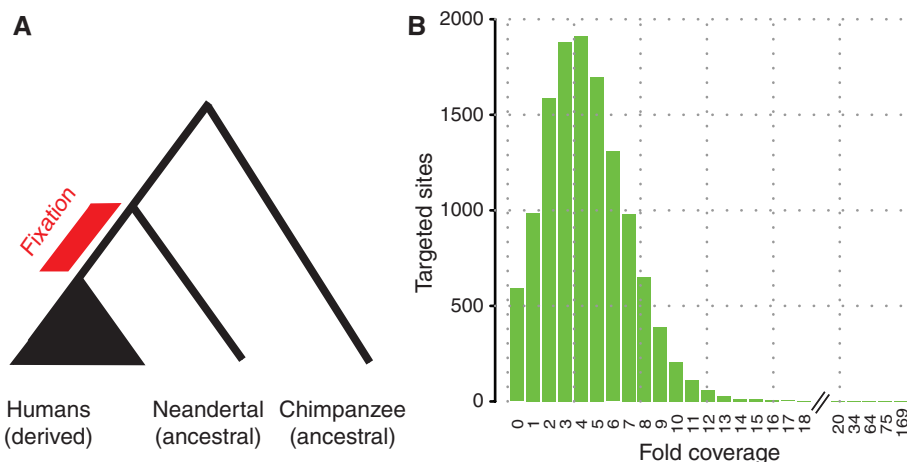 A
Fixation
Humans
(derived)
Neandertal
(ancestral)
Chimpanzee
(ancestral)
B
Targeted sites
2000
1500
1000
500
0
0 1 2 3 4 5 6 7 8 9 10 11 12 13 14 15 16 17 18 20 34 64 75 169
Fold coverage